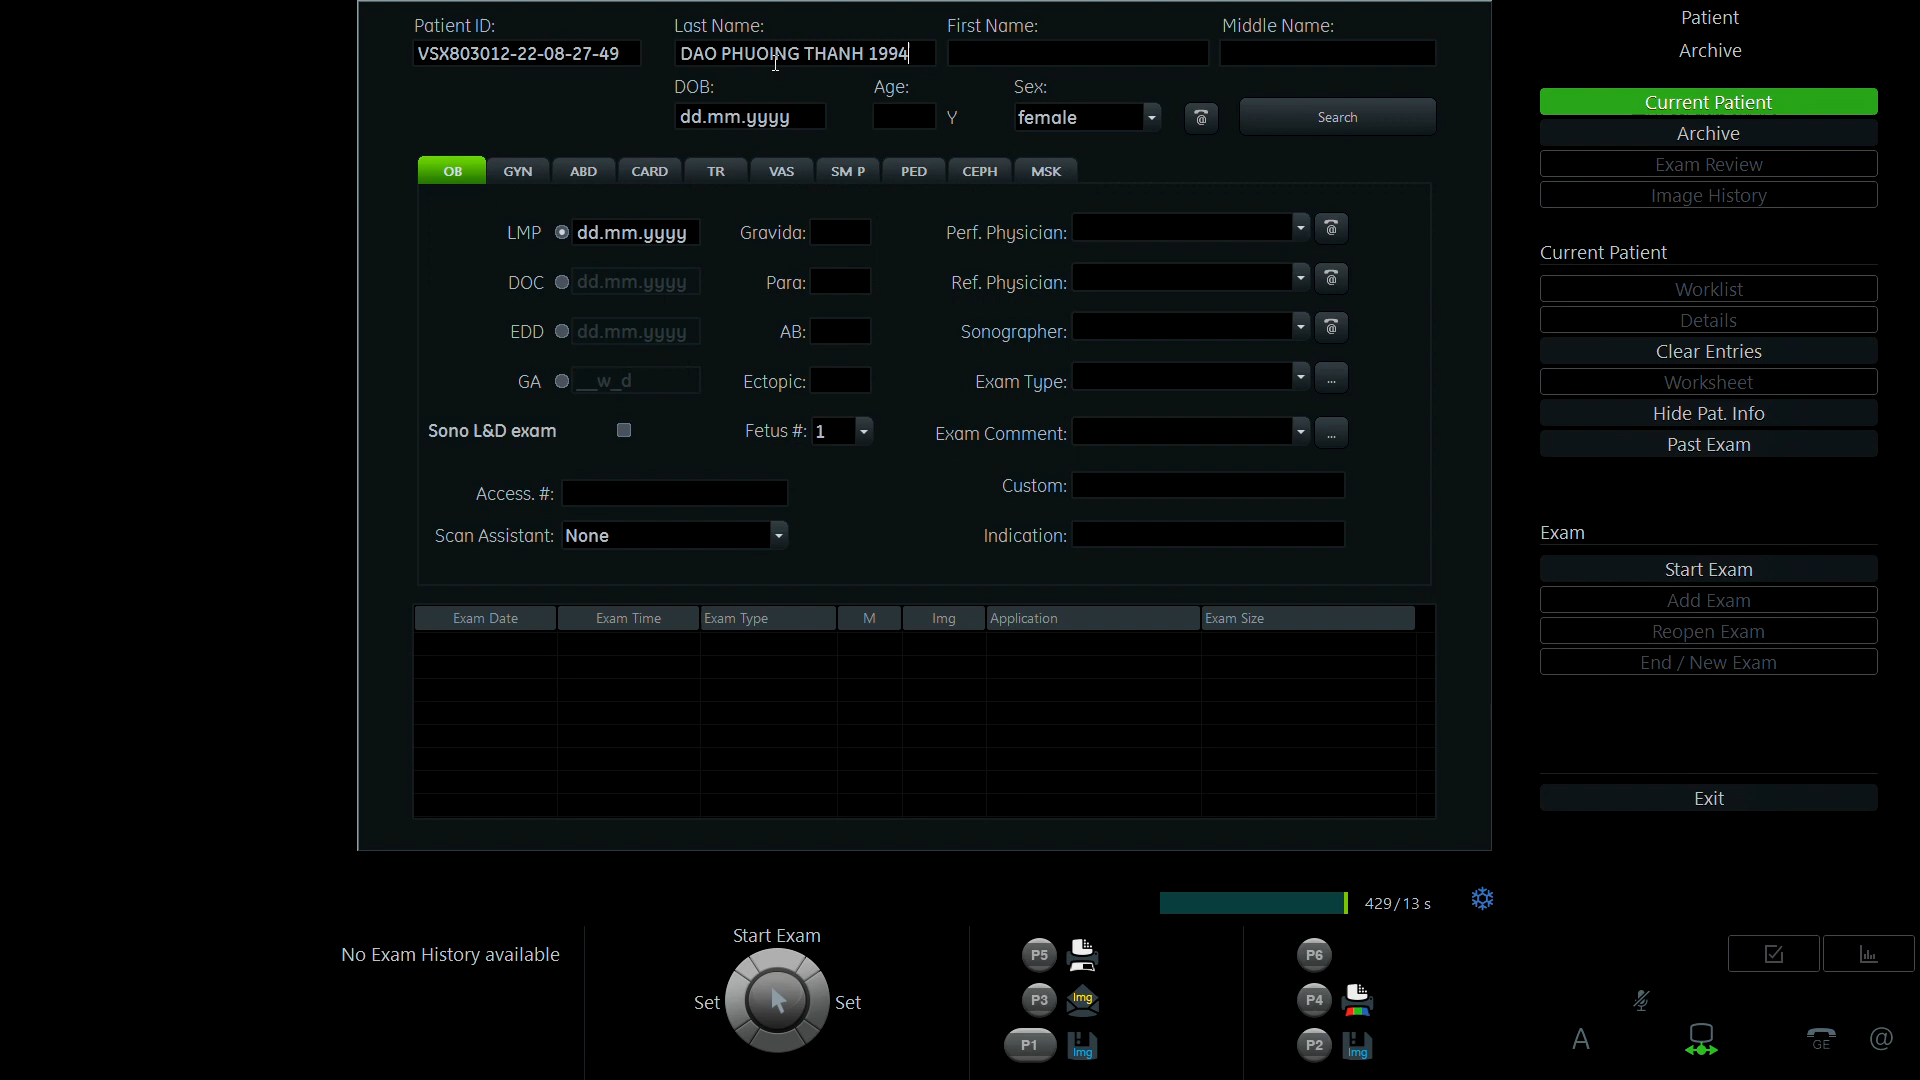 Patient ID: Last Name: First Name: Middle Name:
VSX803012-22-08-27-49 DAO PHUOING THANH 1994
DOB: Age: Sex:
dd.mm.yyyy Y female @ Search
OB GYN ABD CARD TR VAS SM P PED CEPH MSK
LMP dd.mm.yyyy Gravida: Perf. Physician: @
DOC dd.mm.yyyy Para: Ref. Physician: @
EDD dd.mm.yyyy AB: Sonographer: @
GA __w_d Ectopic: Exam Type: ...
Sono L&D exam Fetus #: 1 Exam Comment: ...
Access. #: Custom:
Scan Assistant: None Indication:
Exam Date Exam Time Exam Type M Img Application Exam Size
Patient
Archive
Current Patient
Archive
Exam Review
Image History
Current Patient
Worklist
Details
Clear Entries
Worksheet
Hide Pat. Info
Past Exam
Exam
Start Exam
Add Exam
Reopen Exam
End / New Exam
Exit
429/13 s
No Exam History available
Start Exam
Set Set
P5 P6
P3 Img P4
P1 Img P2 Img
A GE @